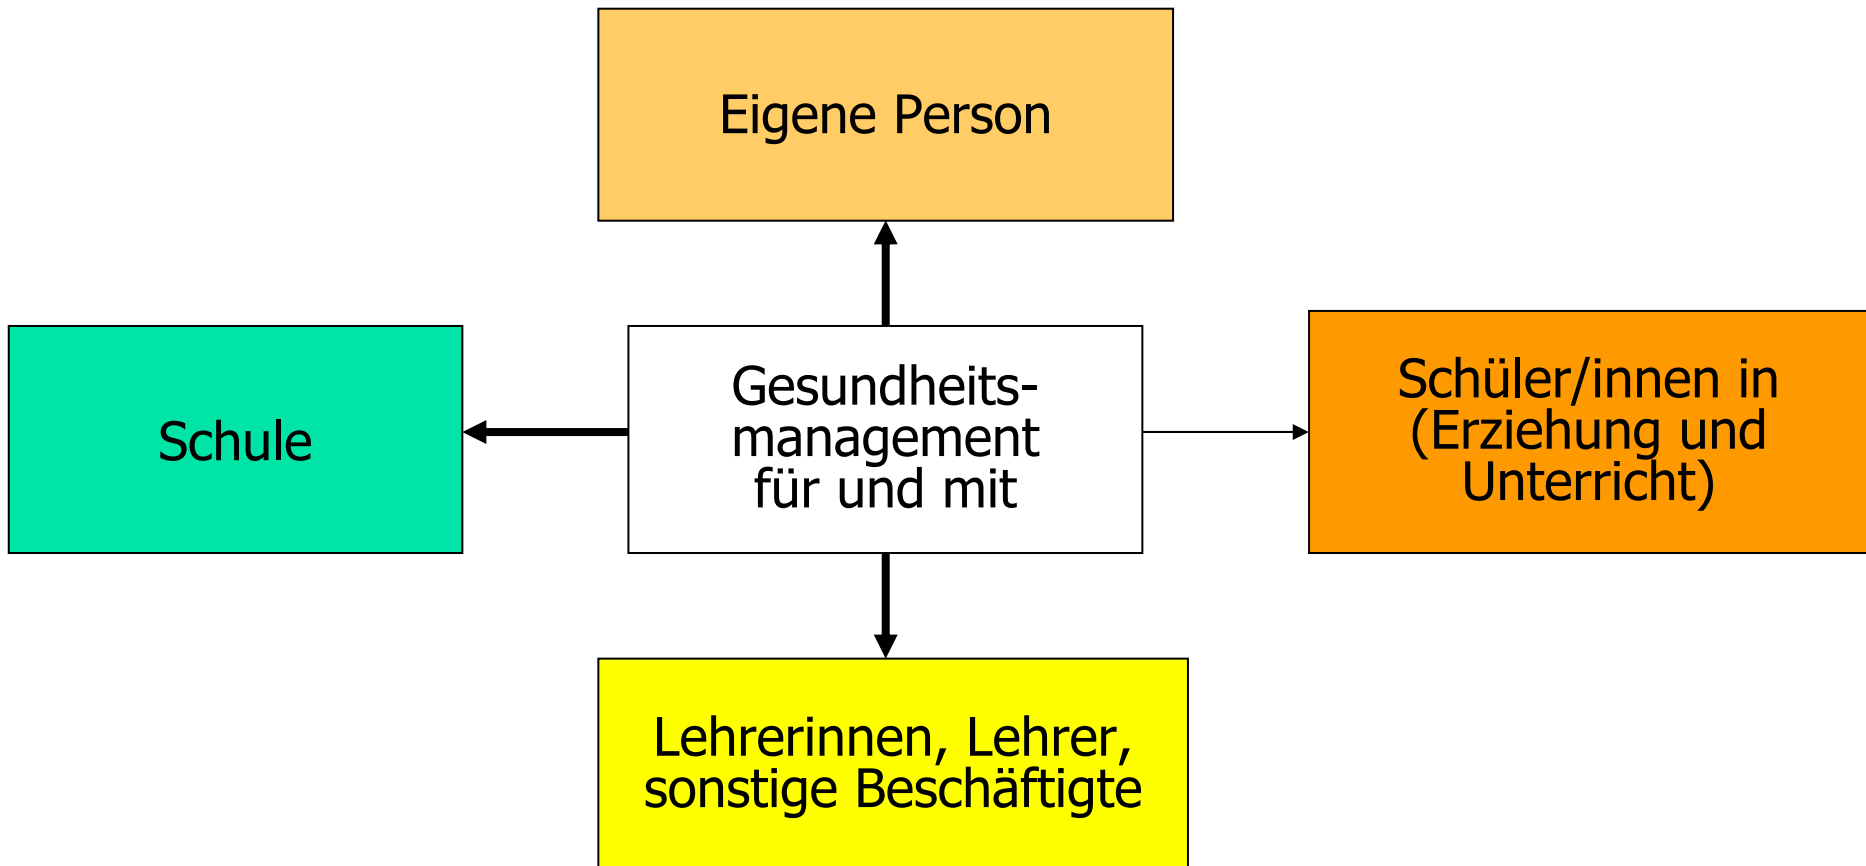 Eigene Person
Schule
Gesundheits-
management
für und mit
Schüler/innen in
(Erziehung und
Unterricht)
Lehrerinnen, Lehrer,
sonstige Beschäftigte